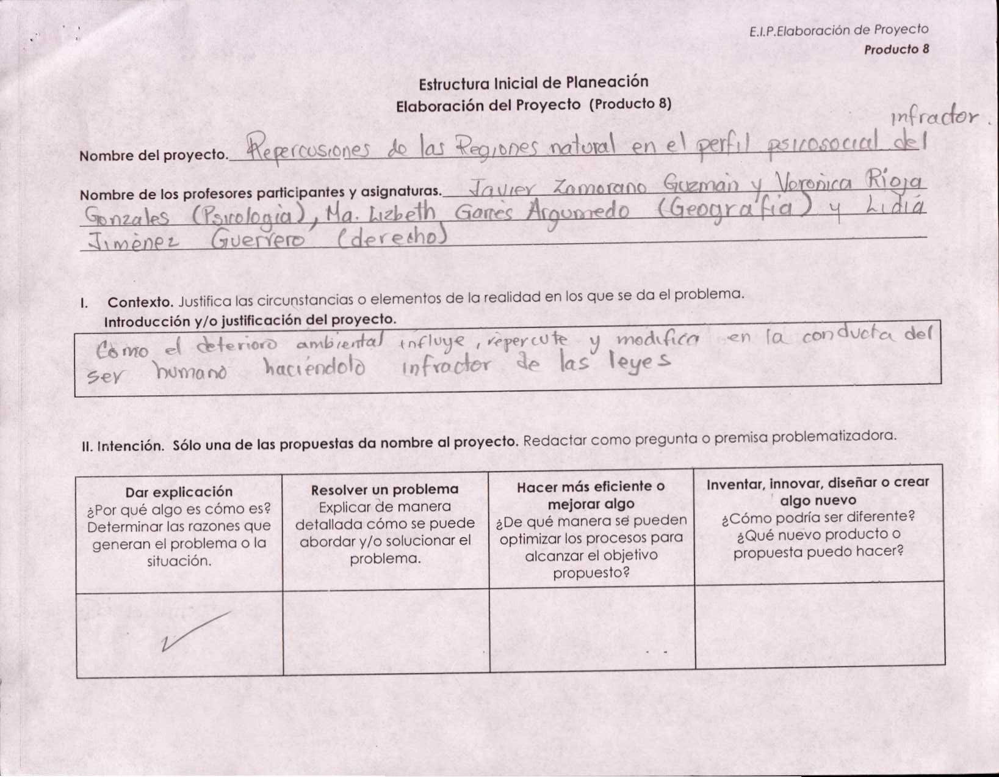 E.I.P.Elaboración de Proyecto
Producto 8
Estructura Inicial de Planeación
Elaboración del Proyecto (Producto 8)
infractor.
Nombre del proyecto. Repercusiones de las Regiones natural en el perfil psicosocial del
Nombre de los profesores participantes y asignaturas. Javier Zamorano Guzmán y Verónica Rioja
Gonzales (Psicología), Ma. Lizbeth Argumedo (Geografía) y Lidia
Jiménez Guerrero (derecho)
I. Contexto. Justifica las circunstancias o elementos de la realidad en los que se da el problema.
Introducción y/o justificación del proyecto.
Cómo el deterioro ambiental influye, repercute y modifica en la conducta del
ser humano haciéndolo infractor de las leyes
II. Intención. Sólo una de las propuestas da nombre al proyecto. Redactar como pregunta o premisa problematizadora.
Dar explicación
¿Por qué algo es cómo es?
Determinar las razones que
generan el problema o la
situación.
Resolver un problema
Explicar de manera
detallada cómo se puede
abordar y/o solucionar el
problema.
Hacer más eficiente o
mejorar algo
¿De qué manera se pueden
optimizar los procesos para
alcanzar el objetivo
propuesto?
Inventar, innovar, diseñar o crear
algo nuevo
¿Cómo podría ser diferente?
¿Qué nuevo producto o
propuesta puedo hacer?